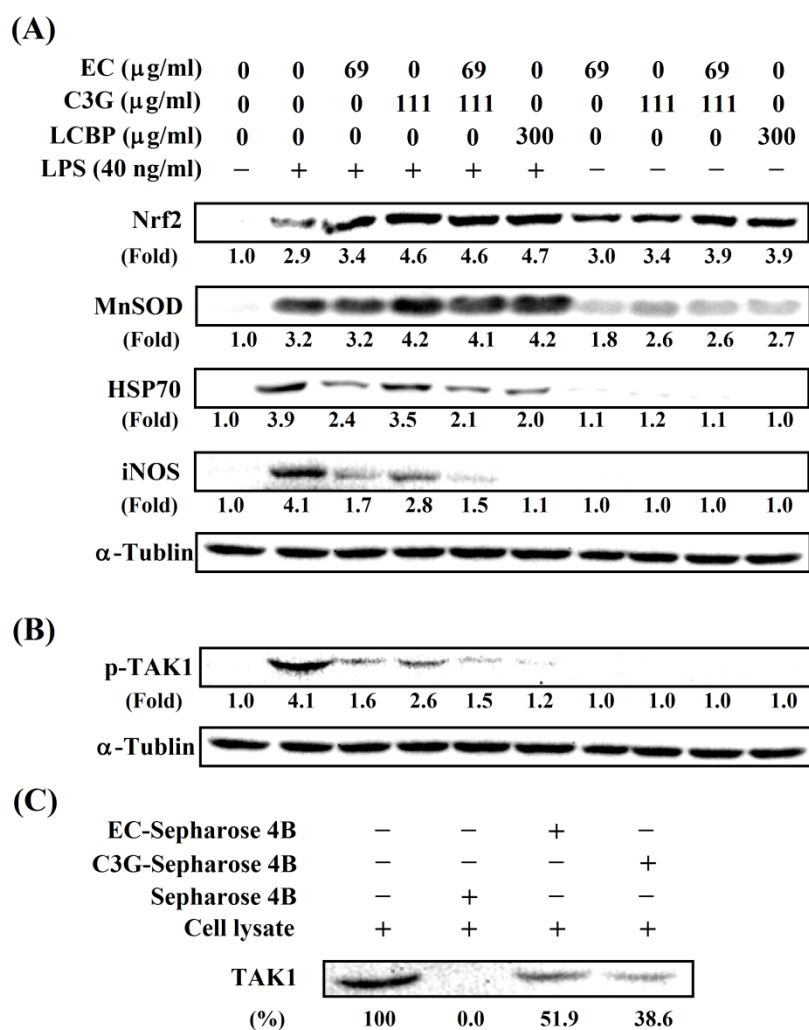 (A)
EC (μg/ml) 0 0 69 0 69 0 69 0 69 0
C3G (μg/ml) 0 0 0 111 111 0 0 111 111 0
LCBP (μg/ml) 0 0 0 0 0 300 0 0 0 300
LPS (40 ng/ml) − + + + + + − − − −
Nrf2
(Fold) 1.0 2.9 3.4 4.6 4.6 4.7 3.0 3.4 3.9 3.9
MnSOD
(Fold) 1.0 3.2 3.2 4.2 4.1 4.2 1.8 2.6 2.6 2.7
HSP70
(Fold) 1.0 3.9 2.4 3.5 2.1 2.0 1.1 1.2 1.1 1.0
iNOS
(Fold) 1.0 4.1 1.7 2.8 1.5 1.1 1.0 1.0 1.0 1.0
α-Tublin
(B)
p-TAK1
(Fold) 1.0 4.1 1.6 2.6 1.5 1.2 1.0 1.0 1.0 1.0
α-Tublin
(C)
EC-Sepharose 4B − − + −
C3G-Sepharose 4B − − − +
Sepharose 4B − + − −
Cell lysate + + + +
TAK1
(%) 100 0.0 51.9 38.6